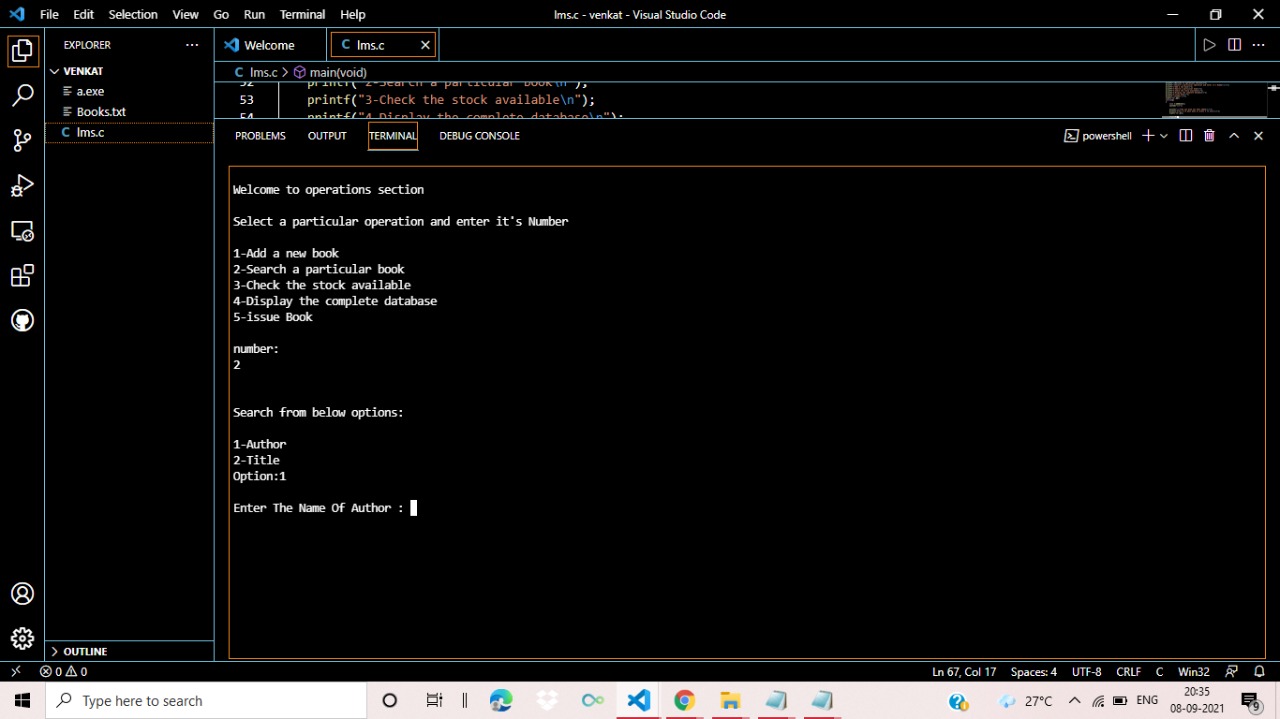 File Edit Selection View Go Run Terminal Help lms.c - venkat - Visual Studio Code
EXPLORER ··· Welcome C lms.c
VENKAT
a.exe
Books.txt
C lms.c
C lms.c > main(void)
52 printf("2-Search a particular book\n");
53 printf("3-Check the stock available\n");
54 printf("4-Display the complete database\n");
PROBLEMS OUTPUT TERMINAL DEBUG CONSOLE powershell
Welcome to operations section
Select a particular operation and enter it's Number
1-Add a new book
2-Search a particular book
3-Check the stock available
4-Display the complete database
5-issue Book
number:
2
Search from below options:
1-Author
2-Title
Option:1
Enter The Name Of Author :
OUTLINE
0 0 Ln 67, Col 17 Spaces: 4 UTF-8 CRLF C Win32
Type here to search 27°C ENG 20:35
08-09-2021 9